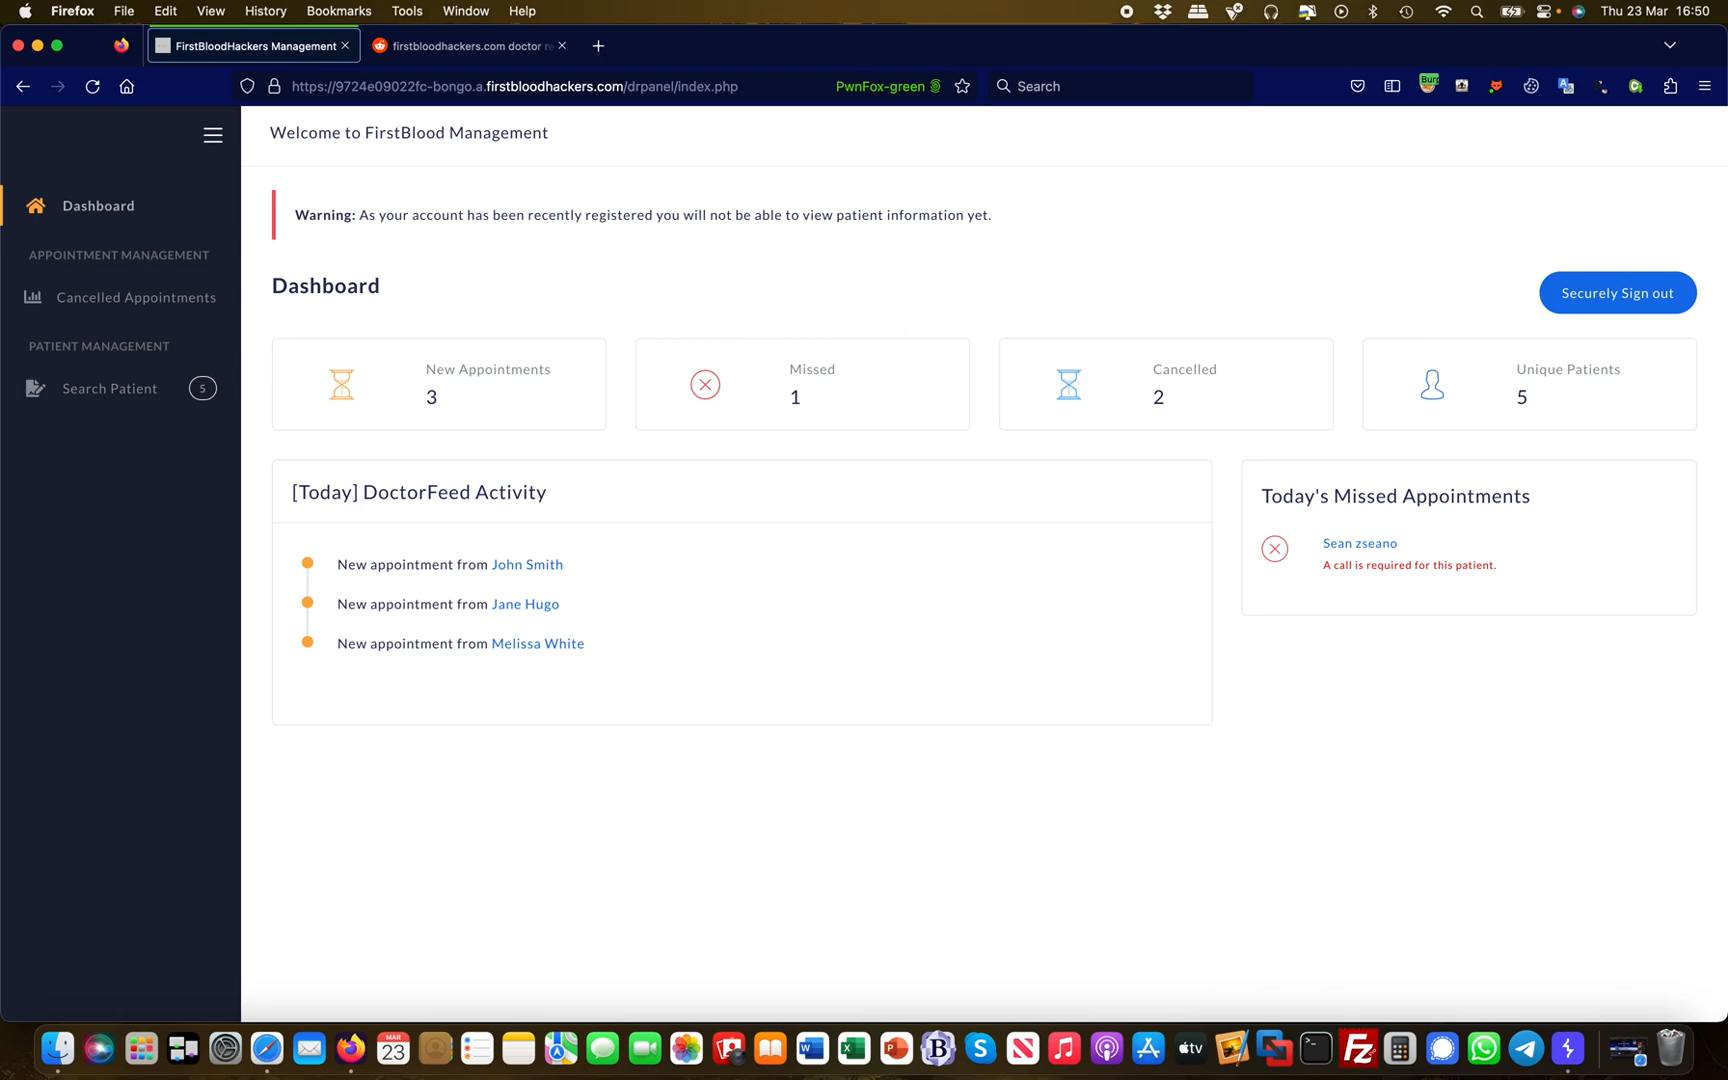 Firefox File Edit View History Bookmarks Tools Window Help Thu 23 Mar 16:50
FirstBloodHackers Management firstbloodhackers.com doctor re
https://9724e09022fc-bongo.a.firstbloodhackers.com/drpanel/index.php PwnFox-green Search Burp
Welcome to FirstBlood Management
Dashboard
APPOINTMENT MANAGEMENT
Cancelled Appointments
PATIENT MANAGEMENT
Search Patient 5
Warning: As your account has been recently registered you will not be able to view patient information yet.
Dashboard
Securely Sign out
New Appointments
3
Missed
1
Cancelled
2
Unique Patients
5
[Today] DoctorFeed Activity
New appointment from John Smith
New appointment from Jane Hugo
New appointment from Melissa White
Today's Missed Appointments
Sean zseano
A call is required for this patient.
MAR
23
tv